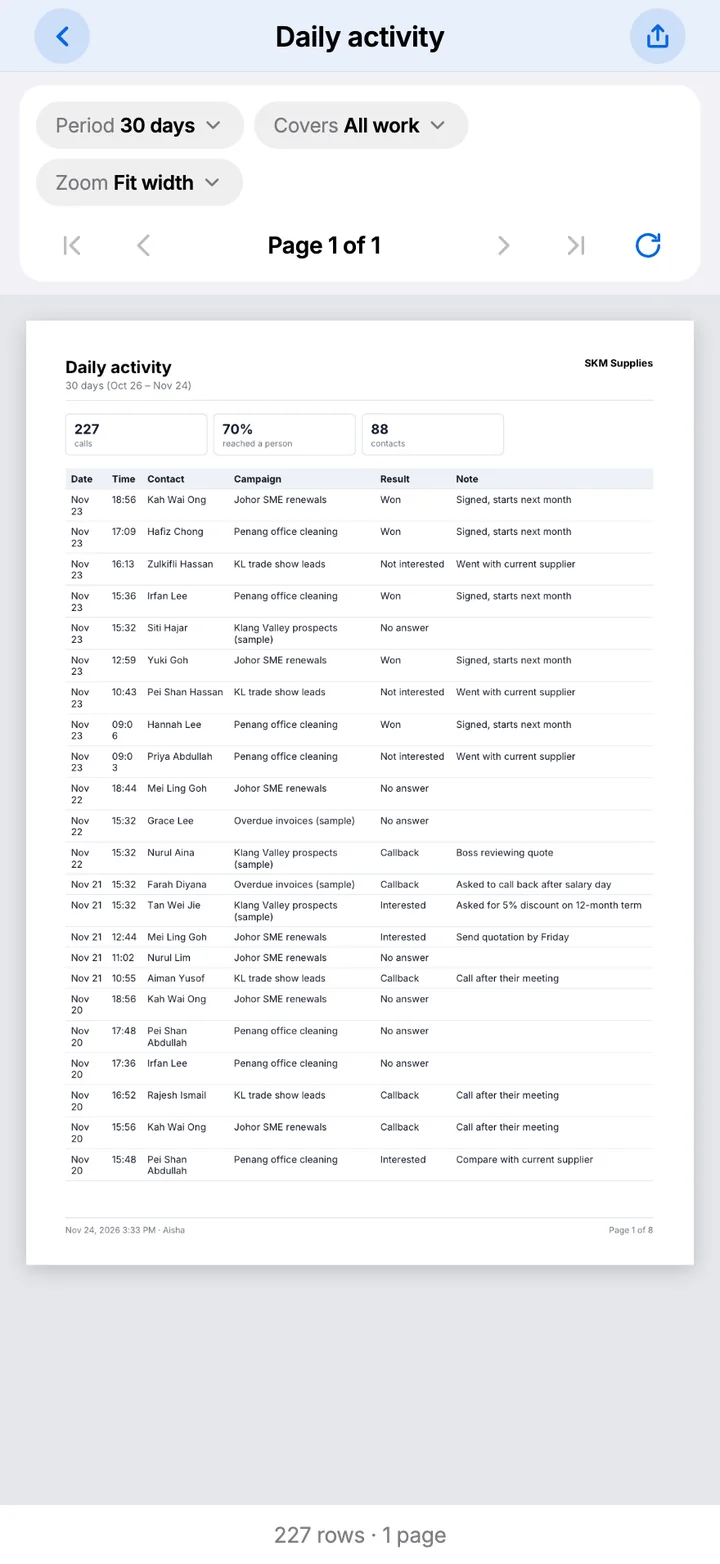 Daily activity
Period 30 days
Covers All work
Zoom Fit width
Page 1 of 1
Daily activity
SKM Supplies
30 days (Oct 26 – Nov 24)
227
calls
70%
reached a person
88
contacts
Date Time Contact Campaign Result Note
Nov 23 18:56 Kah Wai Ong Johor SME renewals Won Signed, starts next month
Nov 23 17:09 Hafiz Chong Penang office cleaning Won Signed, starts next month
Nov 23 16:13 Zulkifli Hassan KL trade show leads Not interested Went with current supplier
Nov 23 15:36 Irfan Lee Penang office cleaning Won Signed, starts next month
Nov 23 15:32 Siti Hajar Klang Valley prospects (sample) No answer
Nov 23 12:59 Yuki Goh Johor SME renewals Won Signed, starts next month
Nov 23 10:43 Pei Shan Hassan KL trade show leads Not interested Went with current supplier
Nov 23 09:06 Hannah Lee Penang office cleaning Won Signed, starts next month
Nov 23 09:03 Priya Abdullah Penang office cleaning Not interested Went with current supplier
Nov 22 18:44 Mei Ling Goh Johor SME renewals No answer
Nov 22 15:32 Grace Lee Overdue invoices (sample) No answer
Nov 22 15:32 Nurul Aina Klang Valley prospects (sample) Callback Boss reviewing quote
Nov 21 15:32 Farah Diyana Overdue invoices (sample) Callback Asked to call back after salary day
Nov 21 15:32 Tan Wei Jie Klang Valley prospects (sample) Interested Asked for 5% discount on 12-month term
Nov 21 12:44 Mei Ling Goh Johor SME renewals Interested Send quotation by Friday
Nov 21 11:02 Nurul Lim Johor SME renewals No answer
Nov 21 10:55 Aiman Yusof KL trade show leads Callback Call after their meeting
Nov 20 18:56 Kah Wai Ong Johor SME renewals No answer
Nov 20 17:48 Pei Shan Abdullah Penang office cleaning No answer
Nov 20 17:36 Irfan Lee Penang office cleaning No answer
Nov 20 16:52 Rajesh Ismail KL trade show leads Callback Call after their meeting
Nov 20 15:56 Kah Wai Ong Johor SME renewals Callback Call after their meeting
Nov 20 15:48 Pei Shan Abdullah Penang office cleaning Interested Compare with current supplier
Nov 24, 2026 3:33 PM · Aisha
Page 1 of 8
227 rows · 1 page